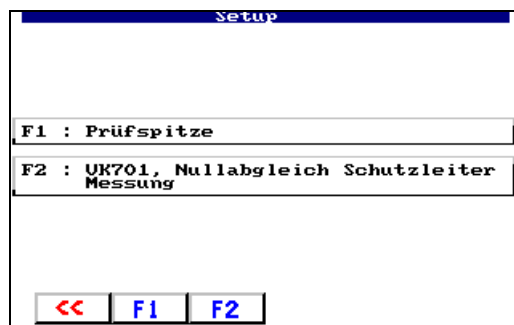 Setup
F1 : Prüfspitze
F2 : VK701, Nullabgleich Schutzleiter
Messung
<< F1 F2